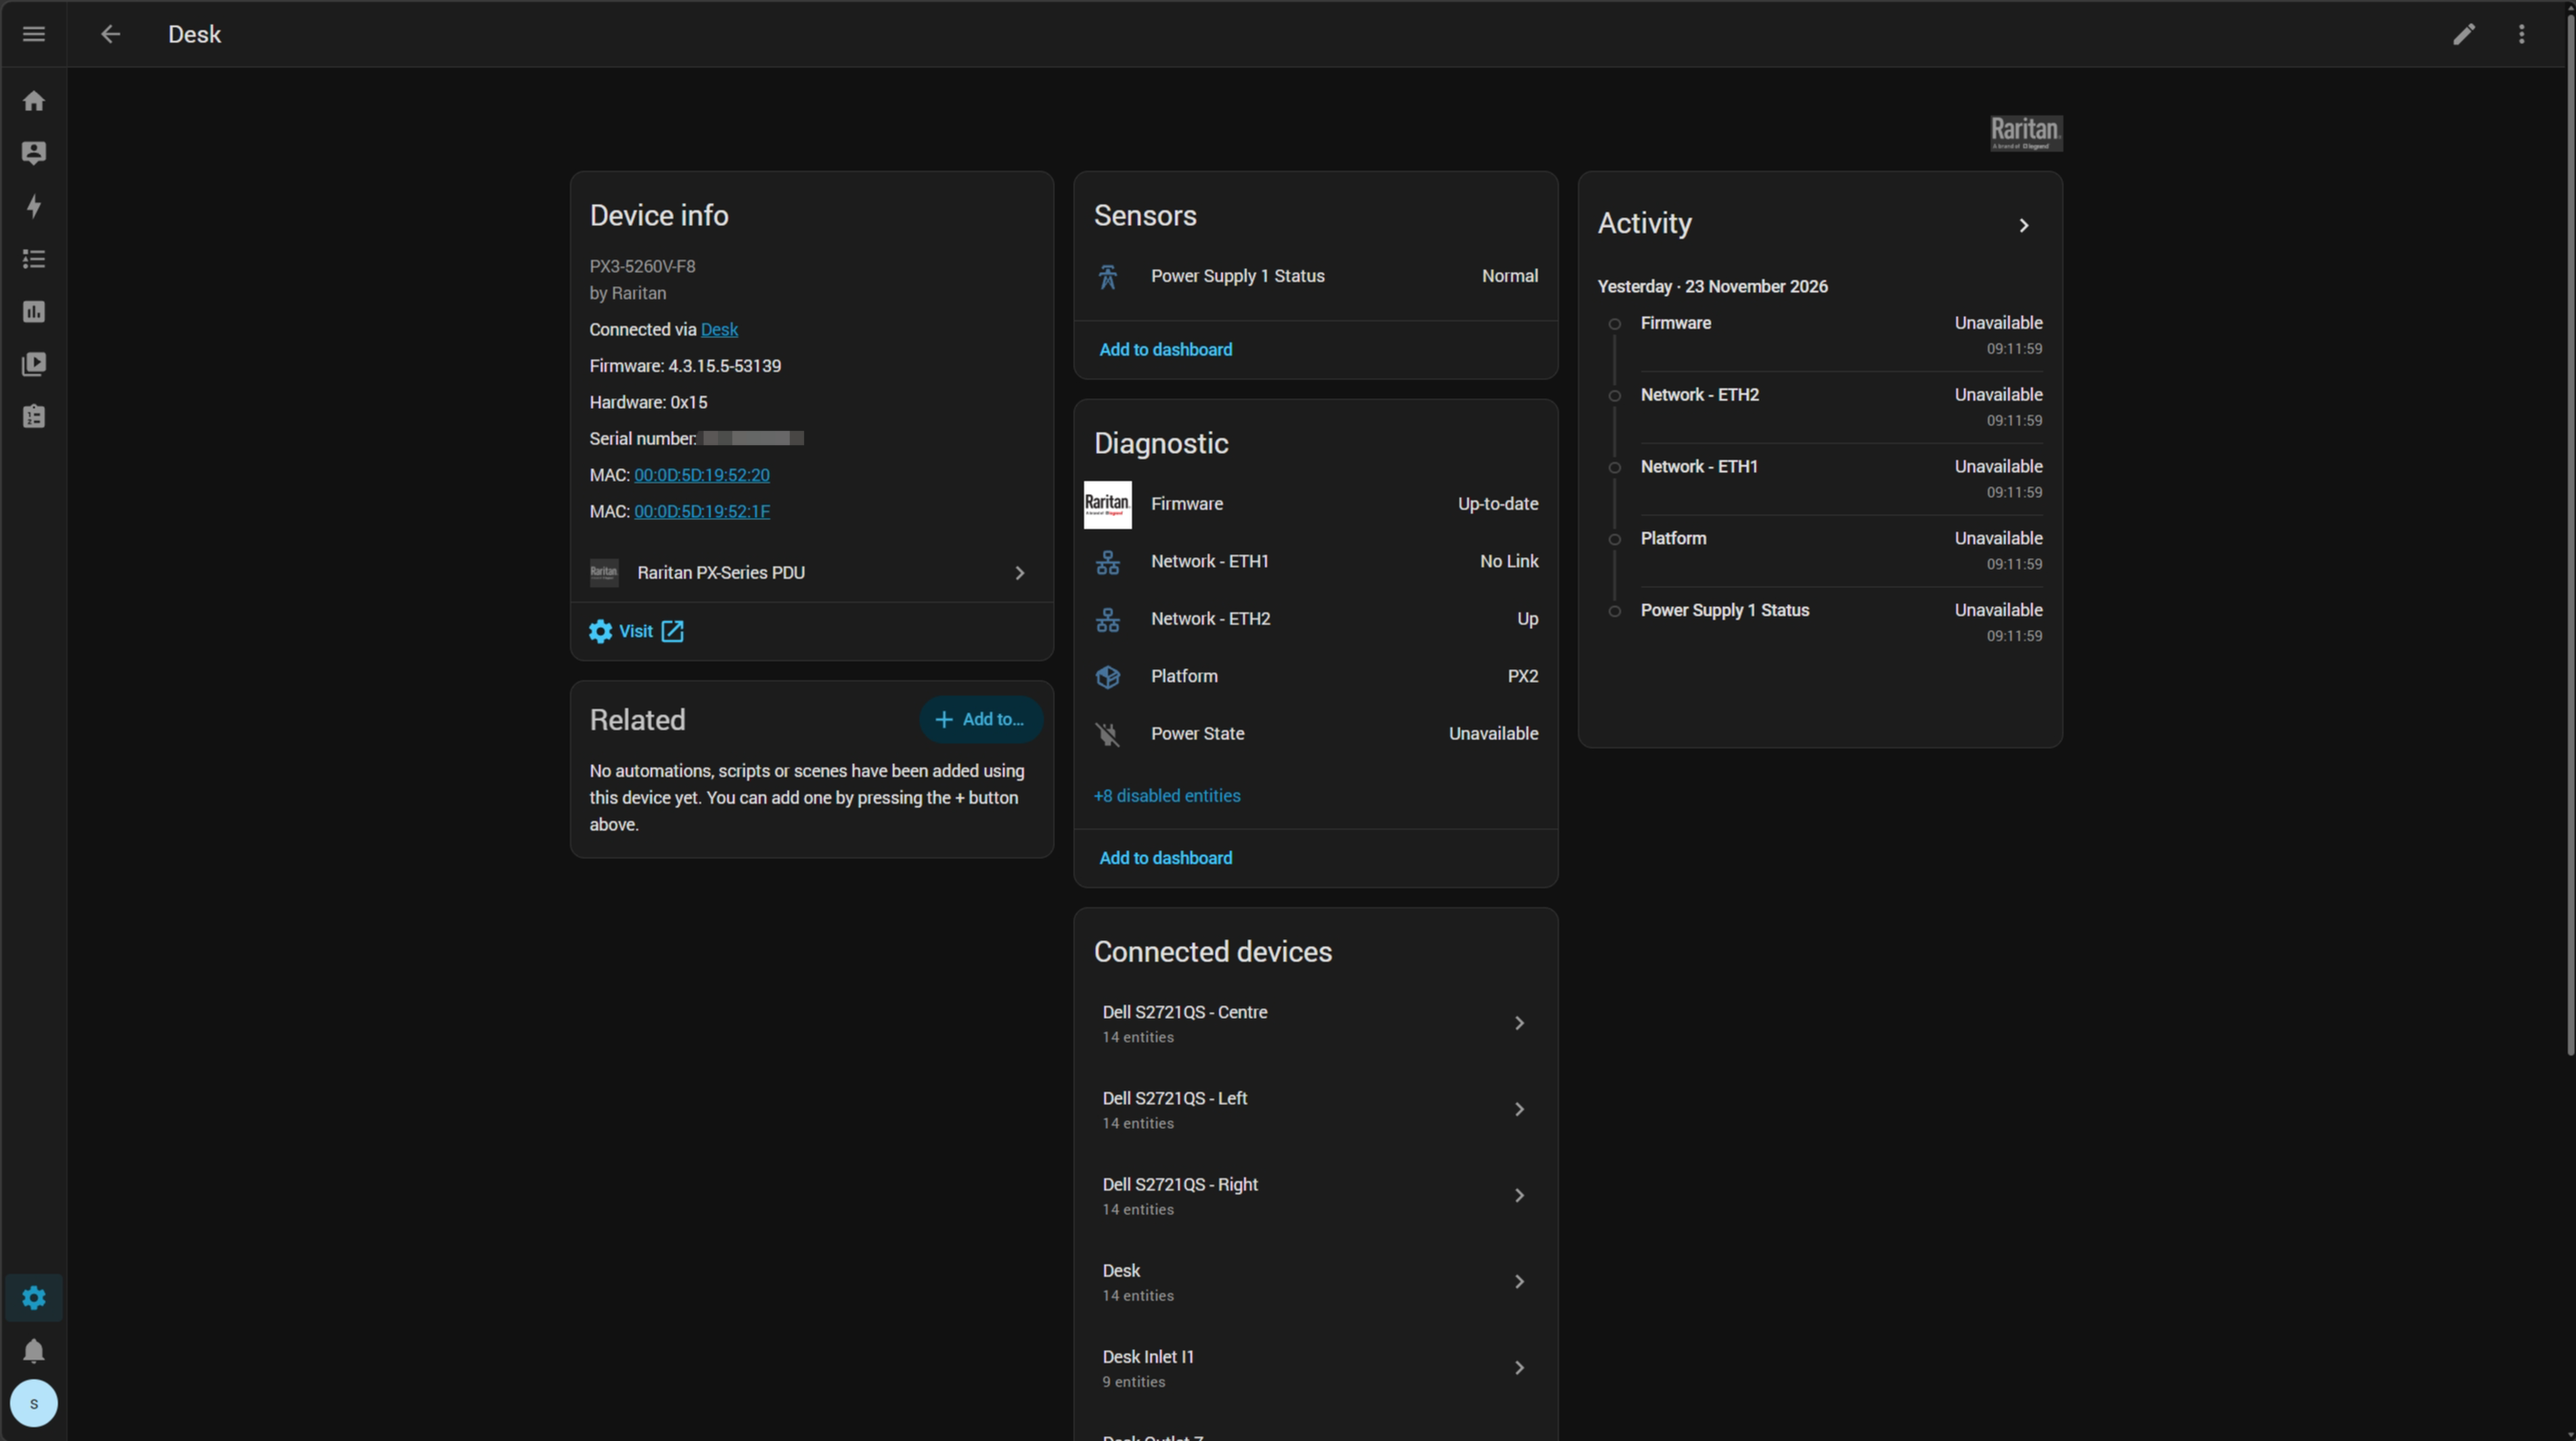 Desk
Raritan.
A brand of legrand
Device info
PX3-5260V-F8
by Raritan
Connected via Desk
Firmware: 4.3.15.5-53139
Hardware: 0x15
Serial number:
MAC: 00:0D:5D:19:52:20
MAC: 00:0D:5D:19:52:1F
Raritan
Raritan PX-Series PDU
Visit
Related
Add to...
No automations, scripts or scenes have been added using
this device yet. You can add one by pressing the + button
above.
Sensors
Power Supply 1 Status Normal
Add to dashboard
Diagnostic
Raritan.
Firmware Up-to-date
Network - ETH1 No Link
Network - ETH2 Up
Platform PX2
Power State Unavailable
+8 disabled entities
Add to dashboard
Connected devices
Dell S2721QS - Centre
14 entities
Dell S2721QS - Left
14 entities
Dell S2721QS - Right
14 entities
Desk
14 entities
Desk Inlet I1
9 entities
Activity
Yesterday · 23 November 2026
Firmware Unavailable
09:11:59
Network - ETH2 Unavailable
09:11:59
Network - ETH1 Unavailable
09:11:59
Platform Unavailable
09:11:59
Power Supply 1 Status Unavailable
09:11:59
S